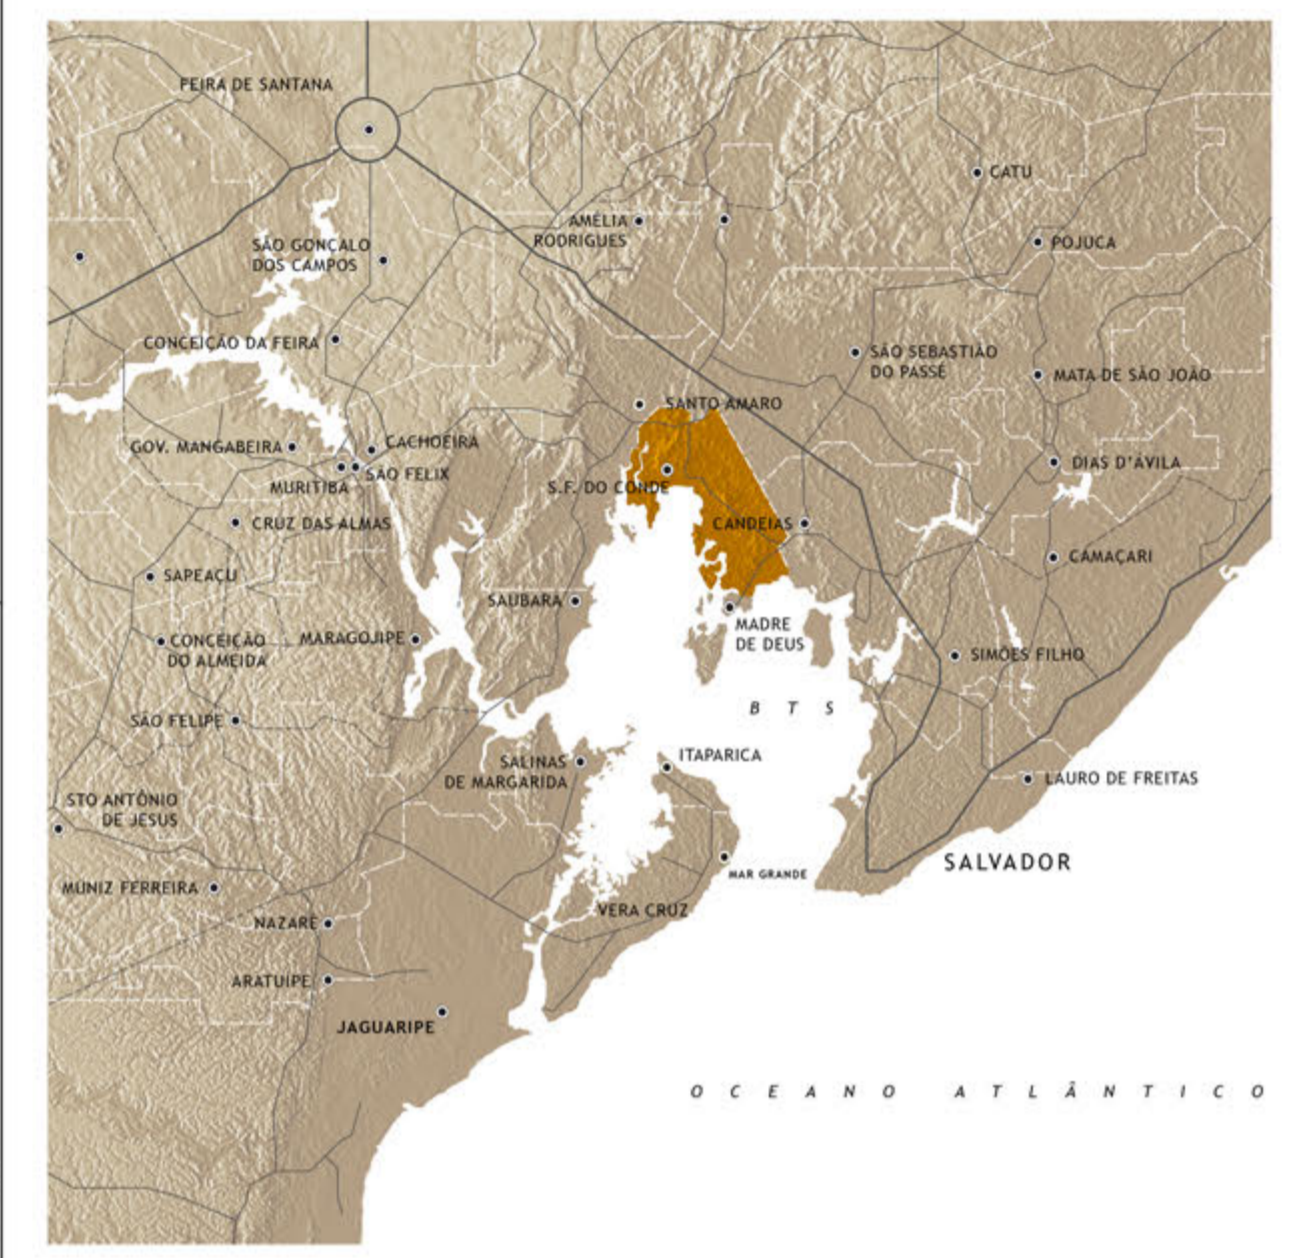 FEIRA DE SANTANA
CATU
AMÉLIA
RODRIGUES
SÃO GONÇALO
DOS CAMPOS
POJUCA
CONCEIÇÃO DA FEIRA
SÃO SEBASTIÃO
DO PASSÉ
MATA DE SÃO JOÃO
SANTO AMARO
GOV. MANGABEIRA
CACHOEIRA
SÃO FELIX
MURITIBA
S.F. DO CONDE
DIAS D'ÁVILA
CRUZ DAS ALMAS
CANDEIAS
CAMAÇARI
SAPEAÇU
SAUBARA
MADRE
DE DEUS
CONCEIÇÃO
DO ALMEIDA
MARAGOJIPE
SIMÕES FILHO
SÃO FELIPE
B T S
SALINAS
DE MARGARIDA
ITAPARICA
LAURO DE FREITAS
STO ANTÔNIO
DE JESUS
SALVADOR
MAR GRANDE
MUNIZ FERREIRA
VERA CRUZ
NAZARÉ
ARATUIPE
JAGUARIPE
OCEANO ATLÂNTICO